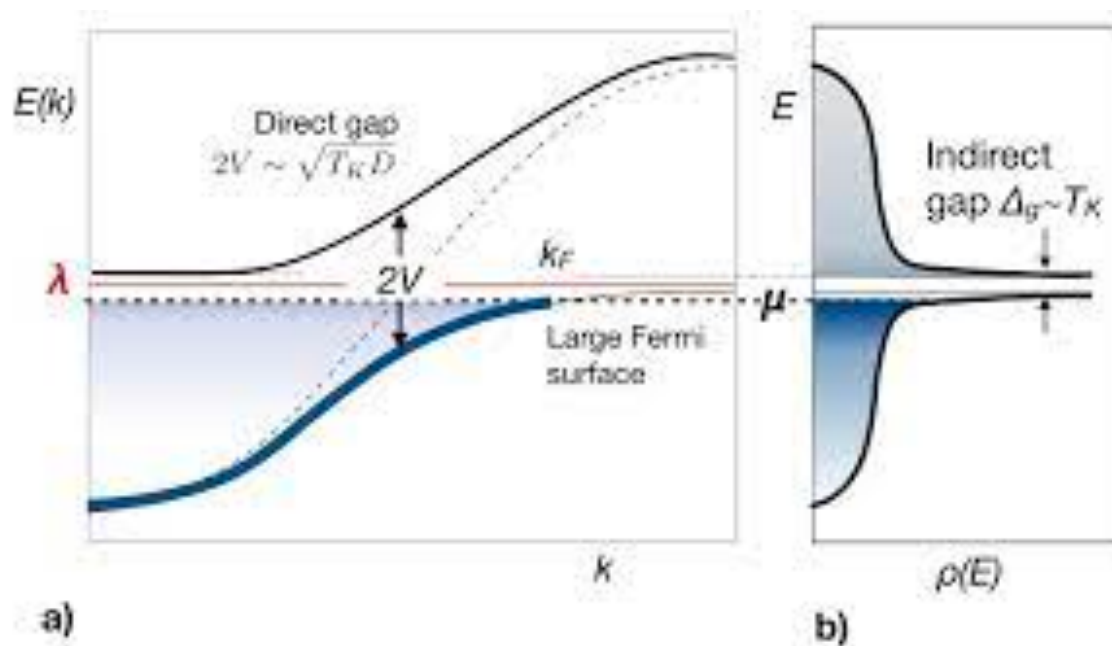 E(k)
Direct gap
2V ~ √T_K D
λ
2V
k_F
Large Fermi
surface
k
a)
E
Indirect
gap Δ_g~T_K
μ
ρ(E)
b)